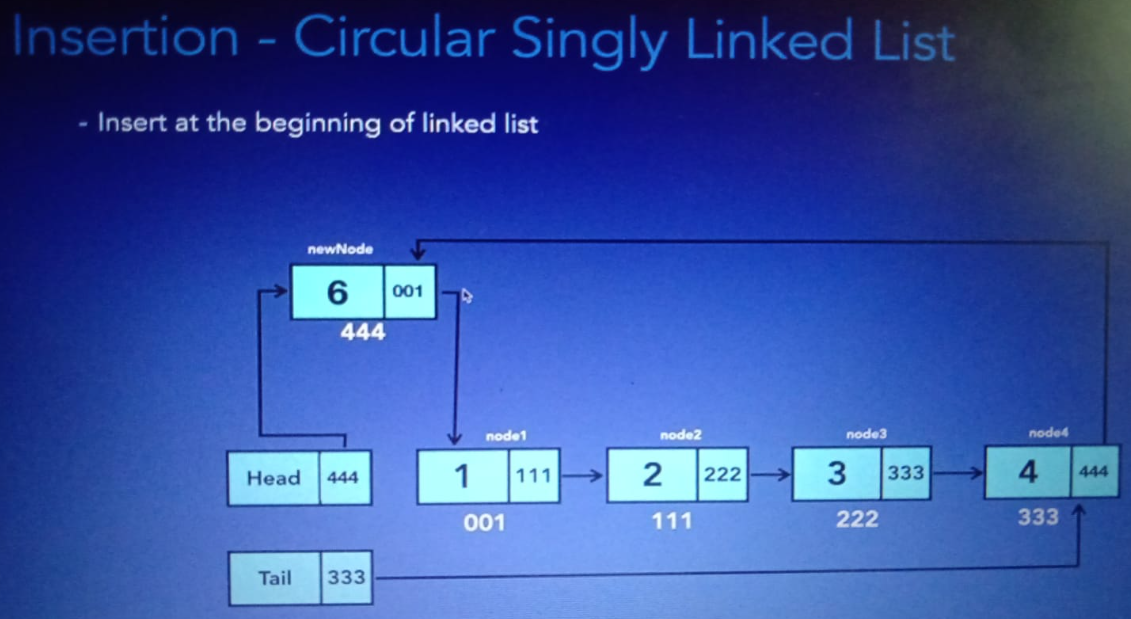 Insertion - Circular Singly Linked List
- Insert at the beginning of linked list
newNode
6 001
444
node1 node2 node3 node4
Head 444 1 111 2 222 3 333 4 444
001 111 222 333
Tail 333